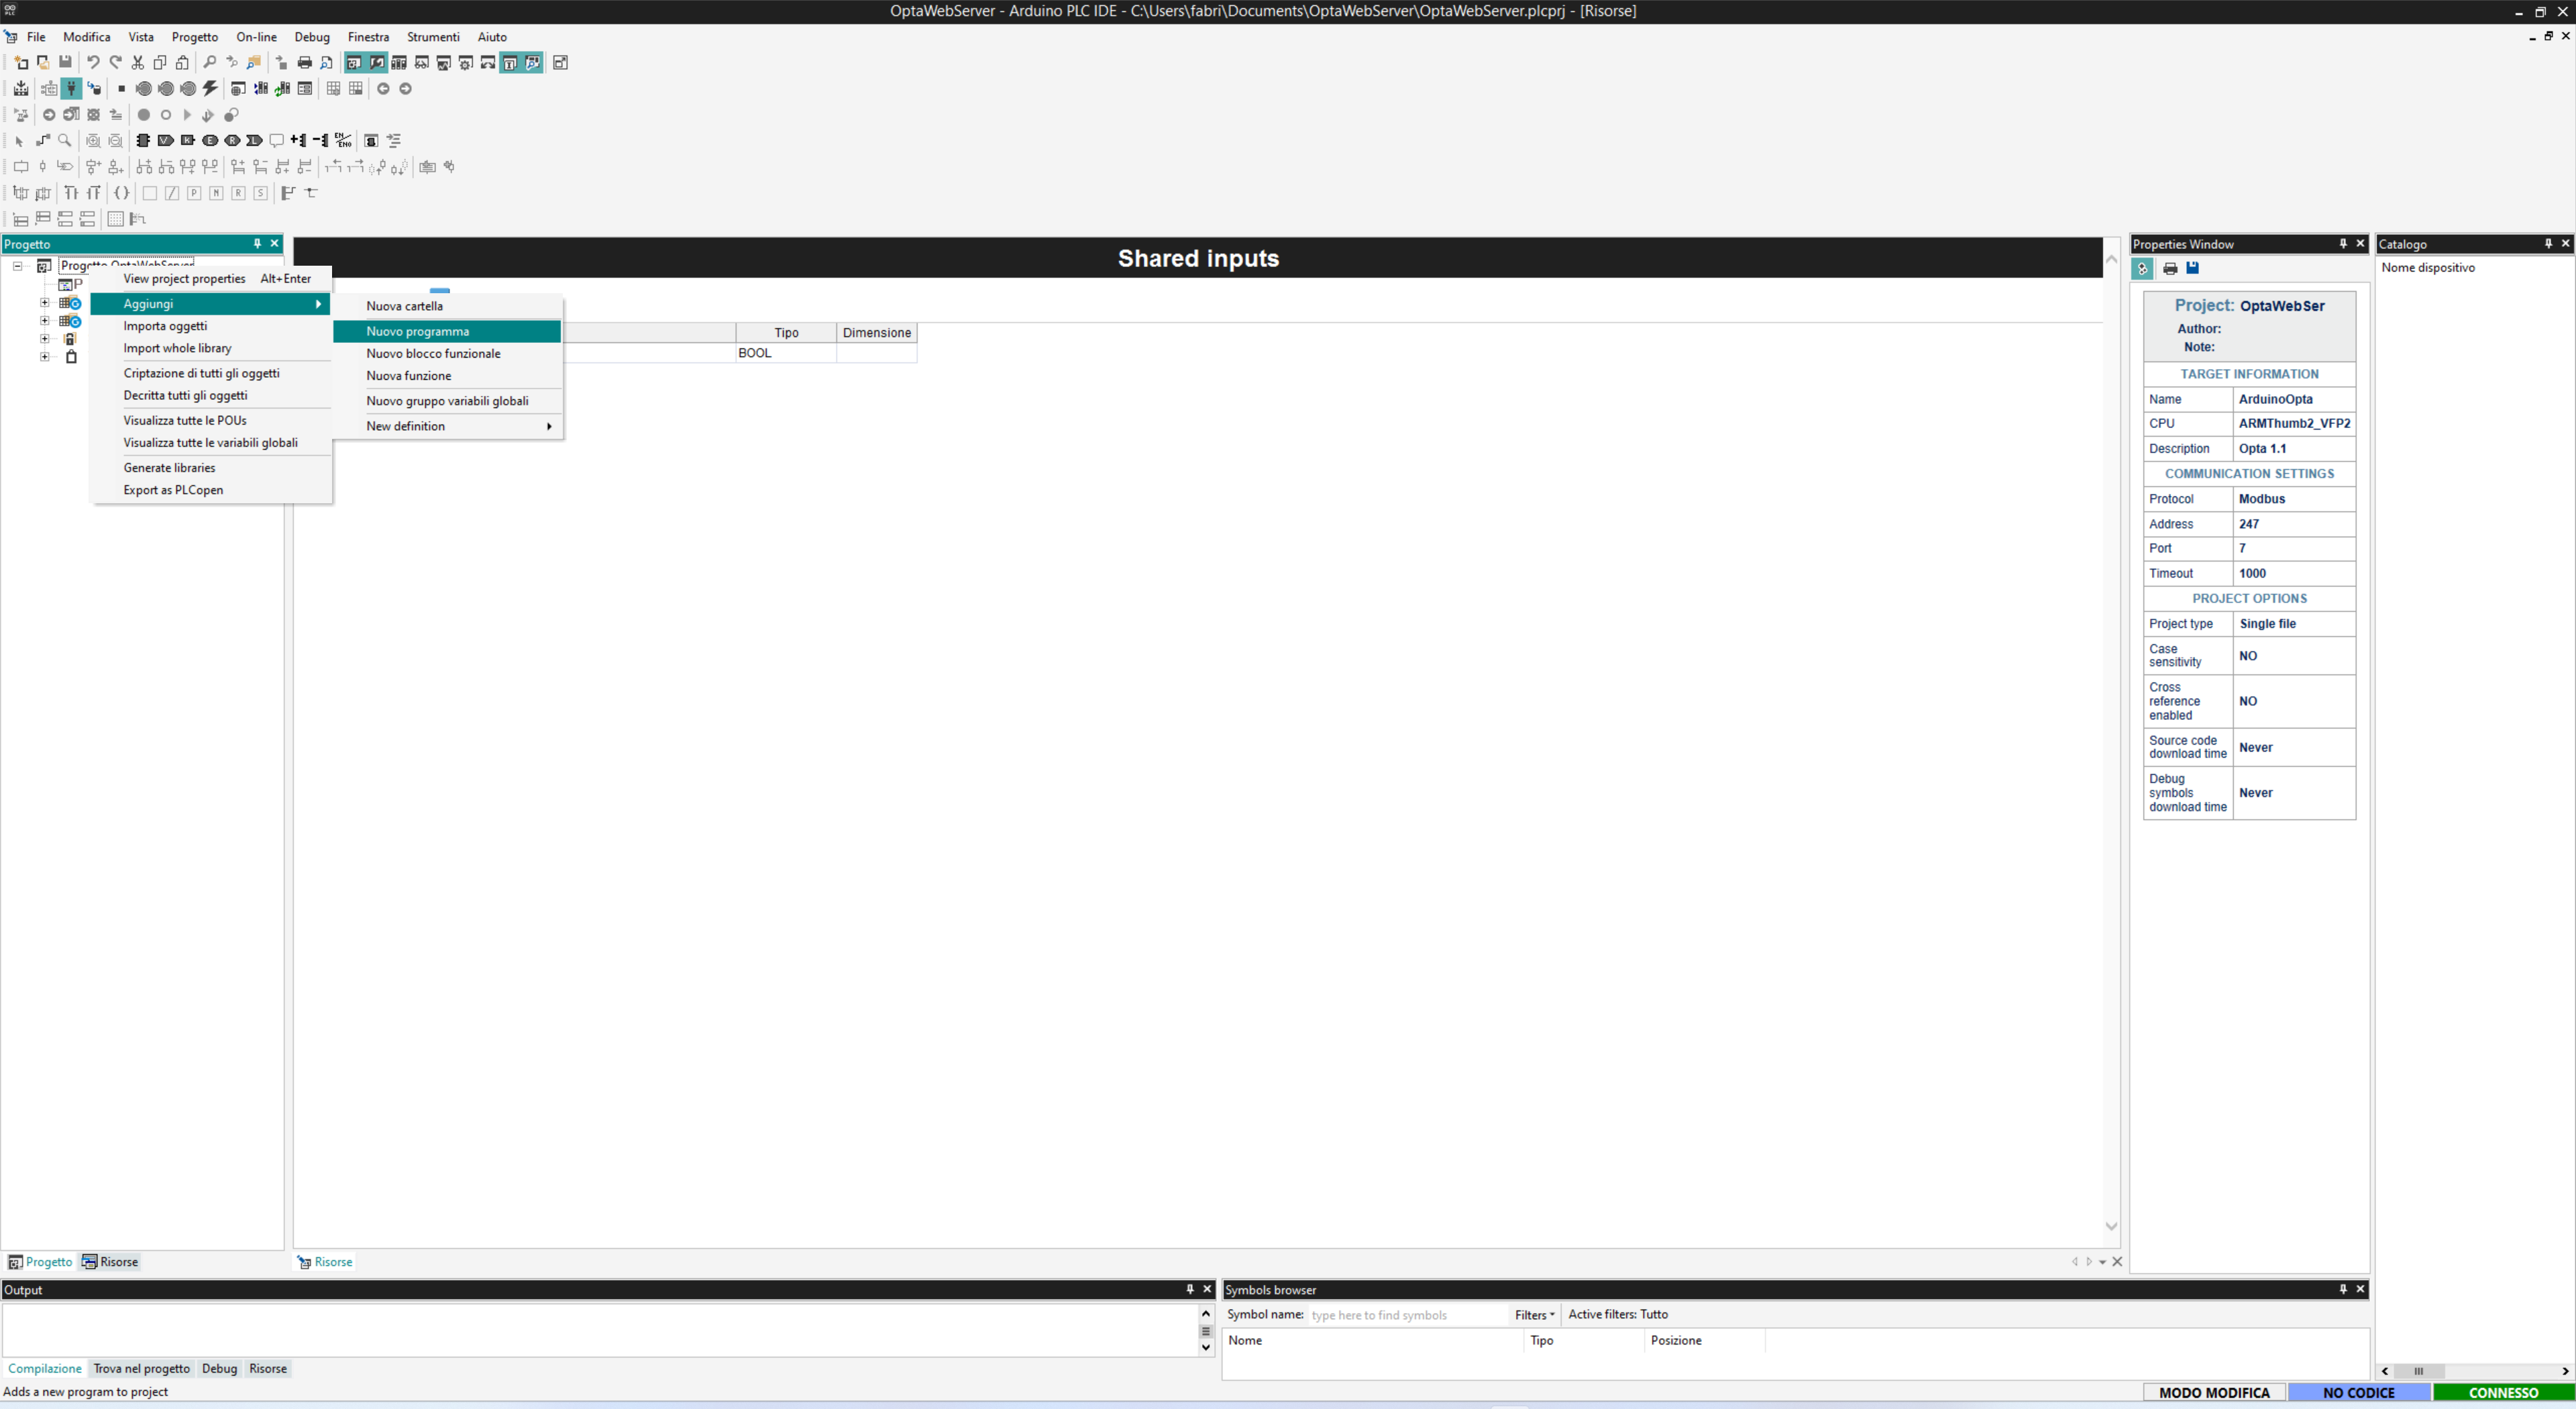 OptaWebServer - Arduino PLC IDE - C:\Users\fabri\Documents\OptaWebServer\OptaWebServer.plcprj - [Risorse]
File Modifica Vista Progetto On-line Debug Finestra Strumenti Aiuto
Progetto
Progetto OptaWebServer
P
View project properties Alt+Enter
Aggiungi
Importa oggetti
Import whole library
Criptazione di tutti gli oggetti
Decritta tutti gli oggetti
Visualizza tutte le POUs
Visualizza tutte le variabili globali
Generate libraries
Export as PLCopen
Nuova cartella
Nuovo programma
Nuovo blocco funzionale
Nuova funzione
Nuovo gruppo variabili globali
New definition
Shared inputs
Tipo Dimensione
BOOL
Properties Window
Project: OptaWebSer
Author:
Note:
TARGET INFORMATION
Name ArduinoOpta
CPU ARMThumb2_VFP2
Description Opta 1.1
COMMUNICATION SETTINGS
Protocol Modbus
Address 247
Port 7
Timeout 1000
PROJECT OPTIONS
Project type Single file
Case
sensitivity NO
Cross
reference
enabled NO
Source code
download time Never
Debug
symbols
download time Never
Catalogo
Nome dispositivo
Progetto Risorse
Risorse
Output
Compilazione Trova nel progetto Debug Risorse
Symbols browser
Symbol name: type here to find symbols Filters Active filters: Tutto
Nome Tipo Posizione
Adds a new program to project
MODO MODIFICA NO CODICE CONNESSO